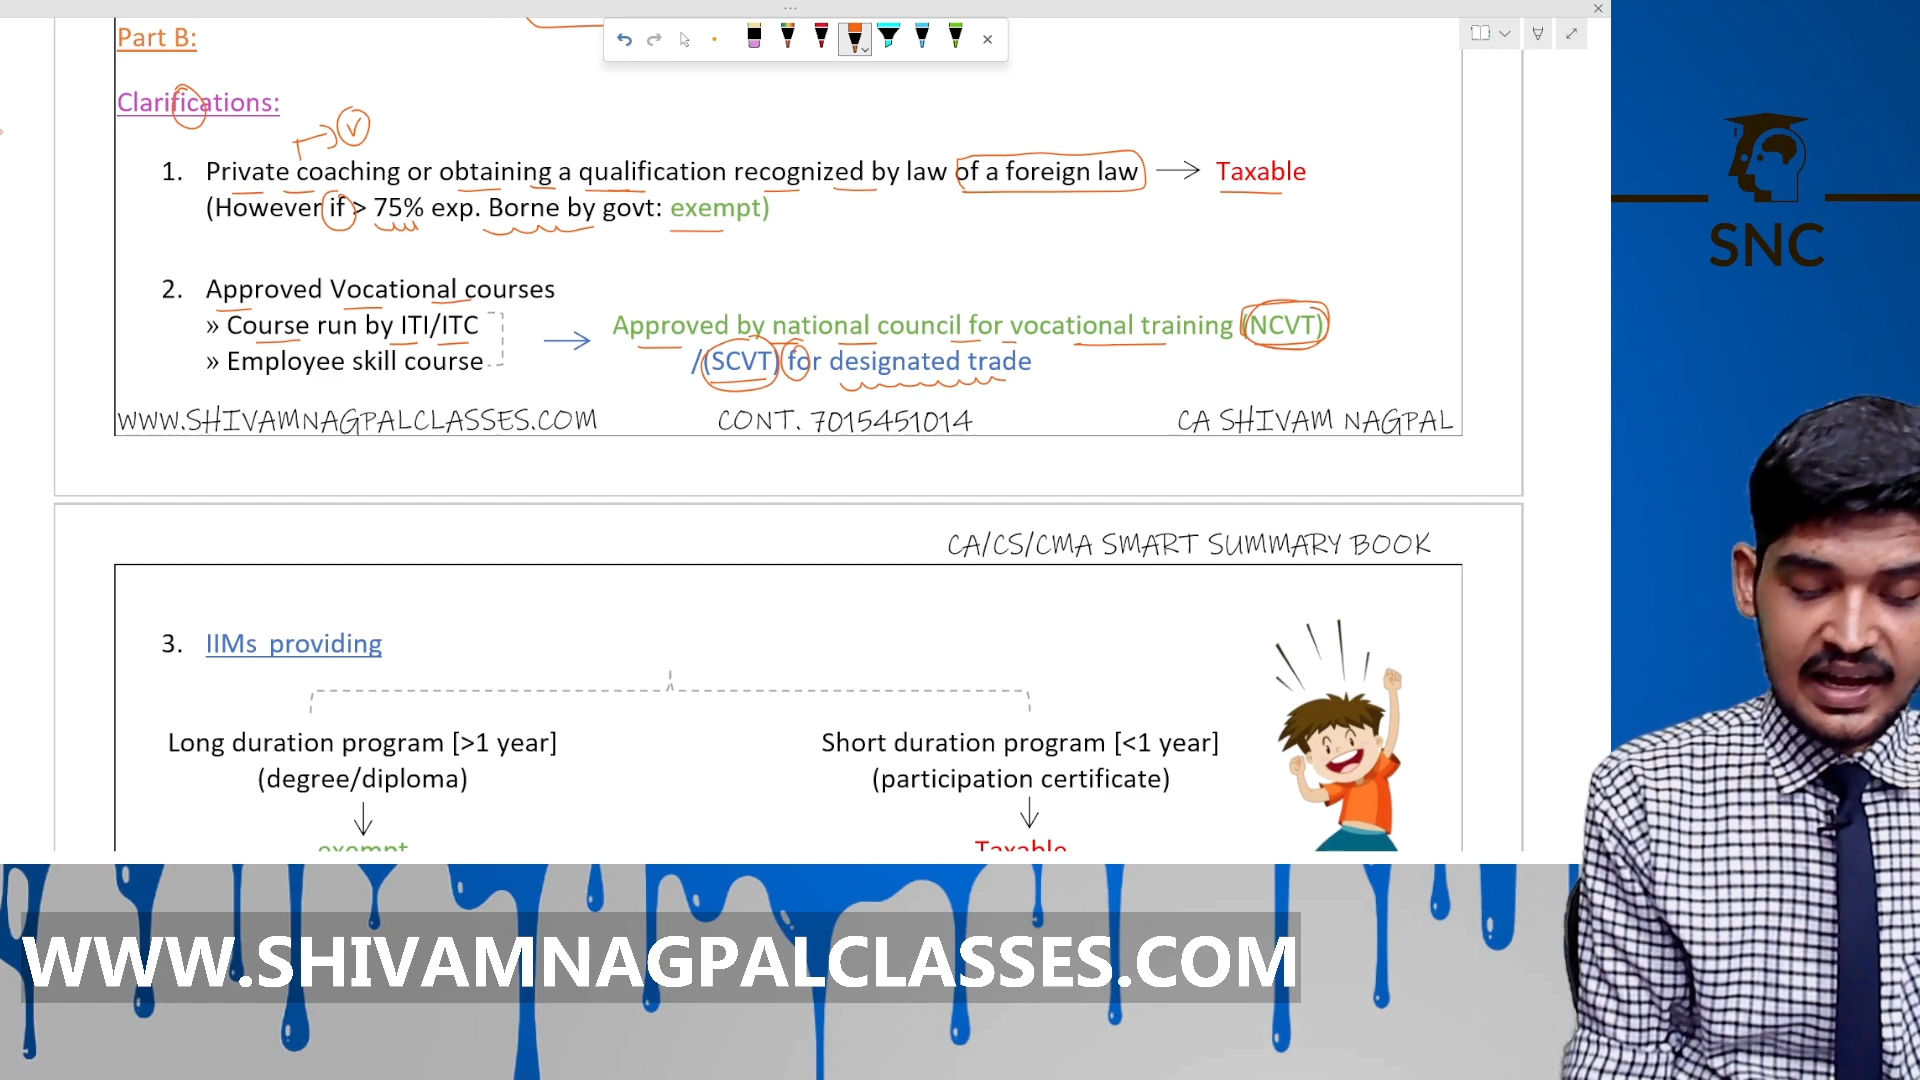 Part B:
Clarifications:
V
1. Private coaching or obtaining a qualification recognized by law of a foreign law → Taxable
(However if > 75% exp. Borne by govt: exempt)
2. Approved Vocational courses
» Course run by ITI/ITC
» Employee skill course
Approved by national council for vocational training (NCVT)
/(SCVT) for designated trade
WWW.SHIVAMNAGPALCLASSES.COM CONT. 7015451014 CA SHIVAM NAGPAL
CA/CS/CMA SMART SUMMARY BOOK
3. IIMs providing
Long duration program [>1 year]
(degree/diploma)
exempt
Short duration program [<1 year]
(participation certificate)
Taxable
SNC
WWW.SHIVAMNAGPALCLASSES.COM